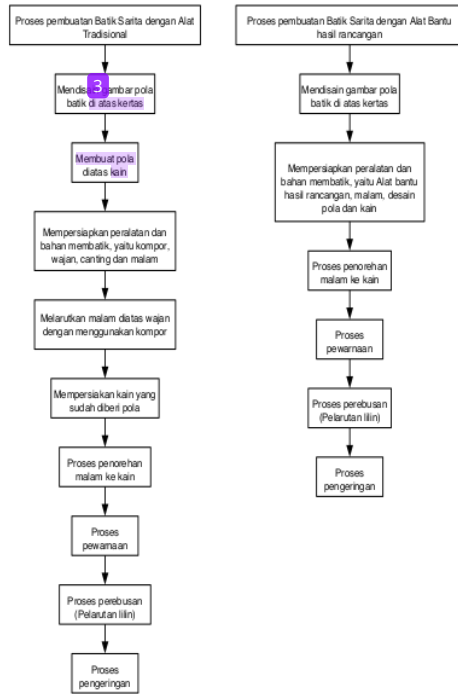 Proses pembuatan Batik Sarita dengan Alat
Tradisional
3
Mendisain gambar pola
batik di atas kertas
Membuat pola
diatas kain
Mempersiapkan peralatan dan
bahan membatik, yaitu kompor,
wajan, canting dan malam
Melarutkan malam diatas wajan
dengan menggunakan kompor
Mempersiakan kain yang
sudah diberi pola
Proses penorehan
malam ke kain
Proses
pewarnaan
Proses perebusan
(Pelarutan lilin)
Proses
pengeringan
Proses pembuatan Batik Sarita dengan Alat Bantu
hasil rancangan
Mendisain gambar pola
batik di atas kertas
Mempersiapkan peralatan dan
bahan membatik, yaitu Alat bantu
hasil rancangan, malam, desain
pola dan kain
Proses penorehan
malam ke kain
Proses
pewarnaan
Proses perebusan
(Pelarutan lilin)
Proses
pengeringan